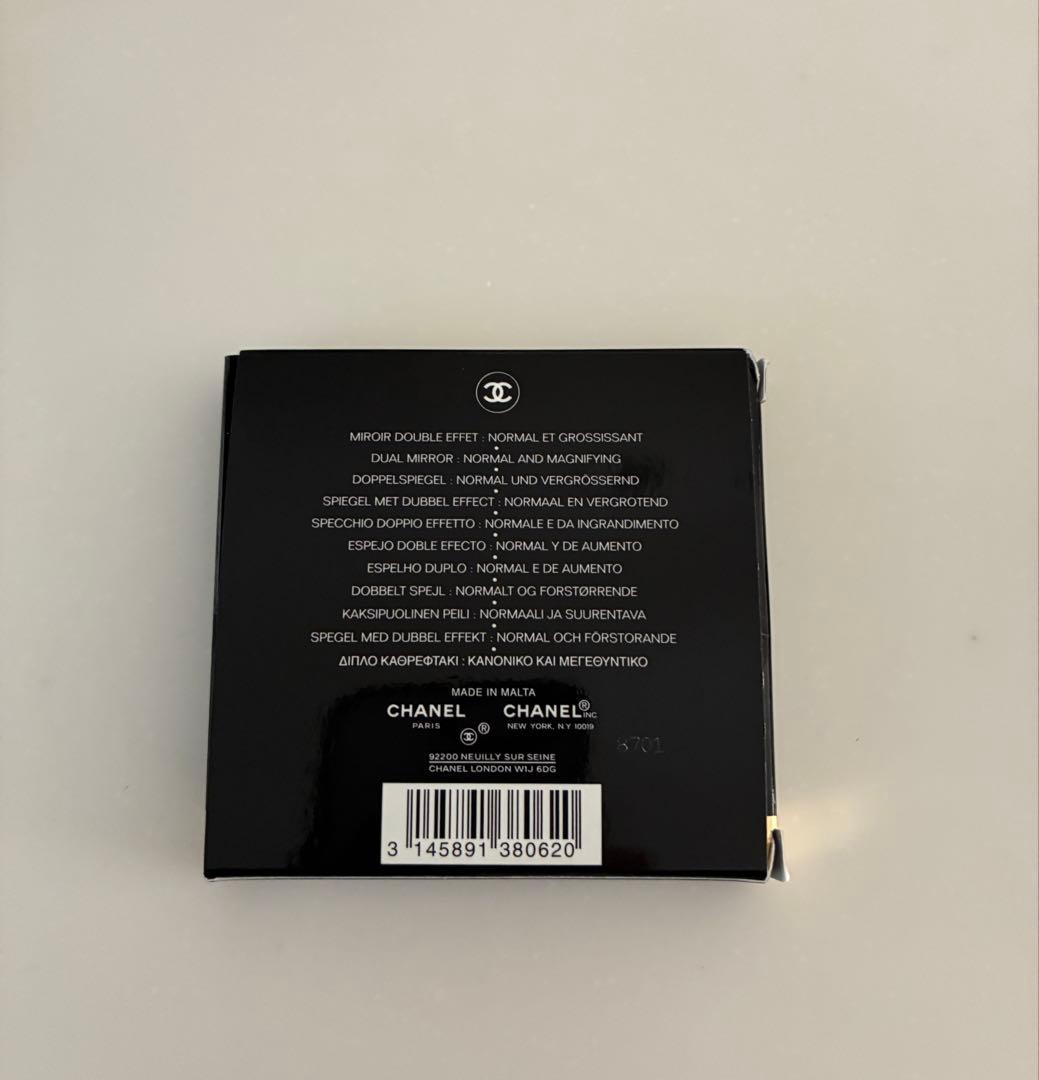 MIROIR DOUBLE EFFET : NORMAL ET GROSSISSANT
DUAL MIRROR : NORMAL AND MAGNIFYING
DOPPELSPIEGEL : NORMAL UND VERGRÖSSERND
SPIEGEL MET DUBBEL EFFECT : NORMAAL EN VERGROTEND
SPECCHIO DOPPIO EFFETTO : NORMALE E DA INGRANDIMENTO
ESPEJO DOBLE EFECTO : NORMAL Y DE AUMENTO
ESPELHO DUPLO : NORMAL E DE AUMENTO
DOBBELT SPEJL : NORMALT OG FORSTØRRENDE
KAKSIPUOLINEN PEILI : NORMAALI JA SUURENTAVA
SPEGEL MED DUBBEL EFFEKT : NORMAL OCH FÖRSTORANDE
ΔΙΠΛΟ ΚΑΘΡΕΦΤΑΚΙ : ΚΑΝΟΝΙΚΟ ΚΑΙ ΜΕΓΕΘΥΝΤΙΚΟ
MADE IN MALTA
CHANEL CHANEL® INC
PARIS NEW YORK, N.Y 10019
®
8701
92200 NEUILLY SUR SEINE
CHANEL LONDON W1J 6DG
3 145891 380620